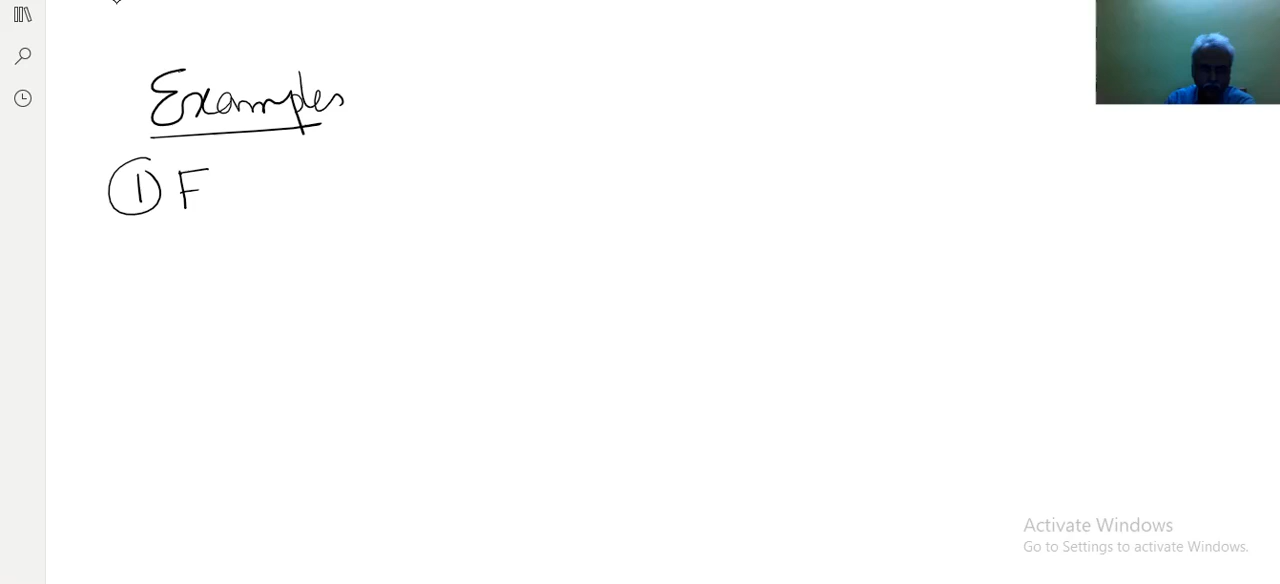 Examples
① F
Activate Windows
Go to Settings to activate Windows.